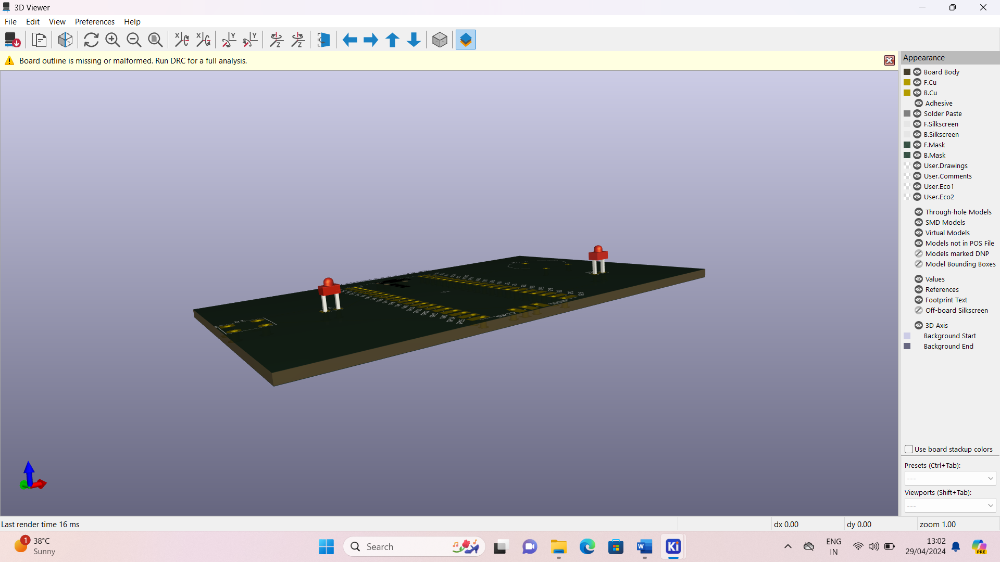 3D Viewer
File Edit View Preferences Help
Board outline is missing or malformed. Run DRC for a full analysis.
Appearance
Board Body
F.Cu
B.Cu
Adhesive
Solder Paste
F.Silkscreen
B.Silkscreen
F.Mask
B.Mask
User.Drawings
User.Comments
User.Eco1
User.Eco2
Through-hole Models
SMD Models
Virtual Models
Models not in POS File
Models marked DNP
Model Bounding Boxes
Values
References
Footprint Text
Off-board Silkscreen
3D Axis
Background Start
Background End
Use board stackup colors
Presets (Ctrl+Tab):
---
Viewports (Shift+Tab):
---
Last render time 16 ms
dx 0.00
dy 0.00
zoom 1.00
1
38°C
Sunny
Search
W
Ki
ENG
IN
13:02
29/04/2024
PRE